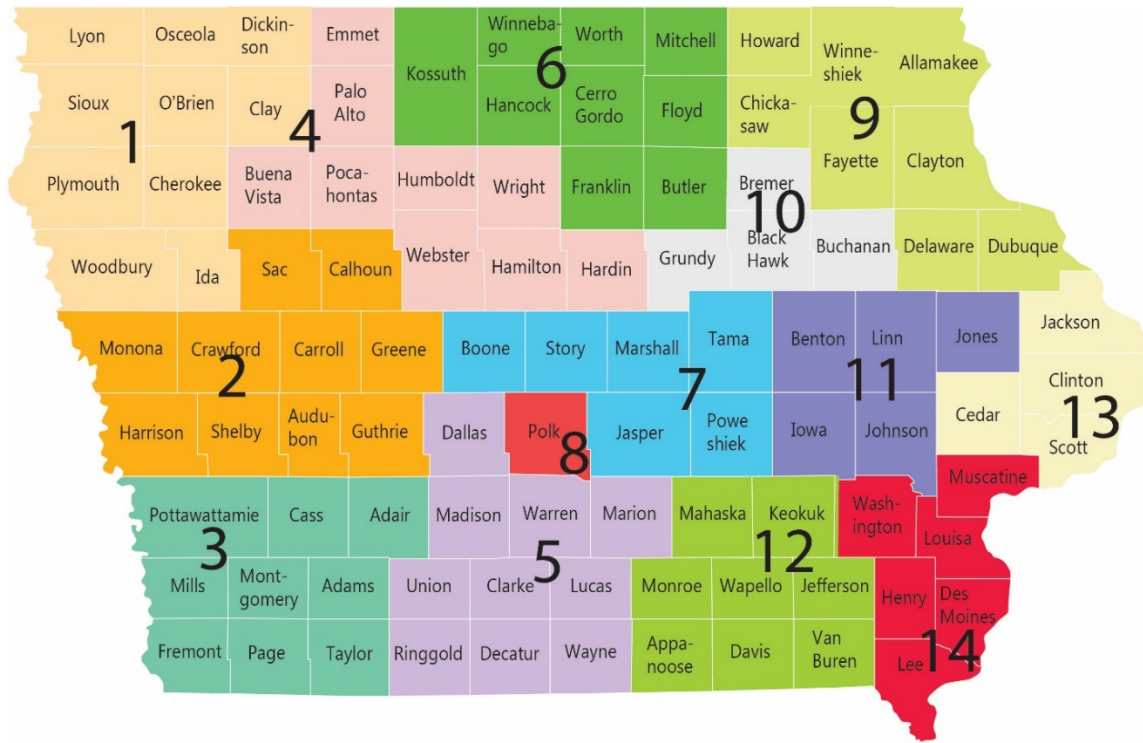 Lyon
Osceola
Dickin-
son
Emmet
Kossuth
Winneba-
go
Worth
Mitchell
Howard
Winne-
shiek
Allamakee
6
Sioux
O'Brien
Clay
Palo
Alto
Hancock
Cerro
Gordo
Floyd
Chicka-
saw
1
4
9
Plymouth
Cherokee
Buena
Vista
Poca-
hontas
Humboldt
Wright
Franklin
Butler
Bremer
Fayette
Clayton
10
Woodbury
Ida
Sac
Calhoun
Webster
Hamilton
Hardin
Grundy
Black
Hawk
Buchanan
Delaware
Dubuque
Monona
Crawford
Carroll
Greene
Boone
Story
Marshall
Tama
Benton
Linn
Jones
Jackson
2
7
11
Clinton
13
Harrison
Shelby
Audu-
bon
Guthrie
Dallas
Polk
8
Jasper
Powe
shiek
Iowa
Johnson
Cedar
Scott
Muscatine
Pottawattamie
Cass
Adair
Madison
Warren
Marion
Mahaska
Keokuk
Wash-
ington
Louisa
3
5
12
Mills
Mont-
gomery
Adams
Union
Clarke
Lucas
Monroe
Wapello
Jefferson
Henry
Des
Moines
Fremont
Page
Taylor
Ringgold
Decatur
Wayne
Appa-
noose
Davis
Van
Buren
Lee
14